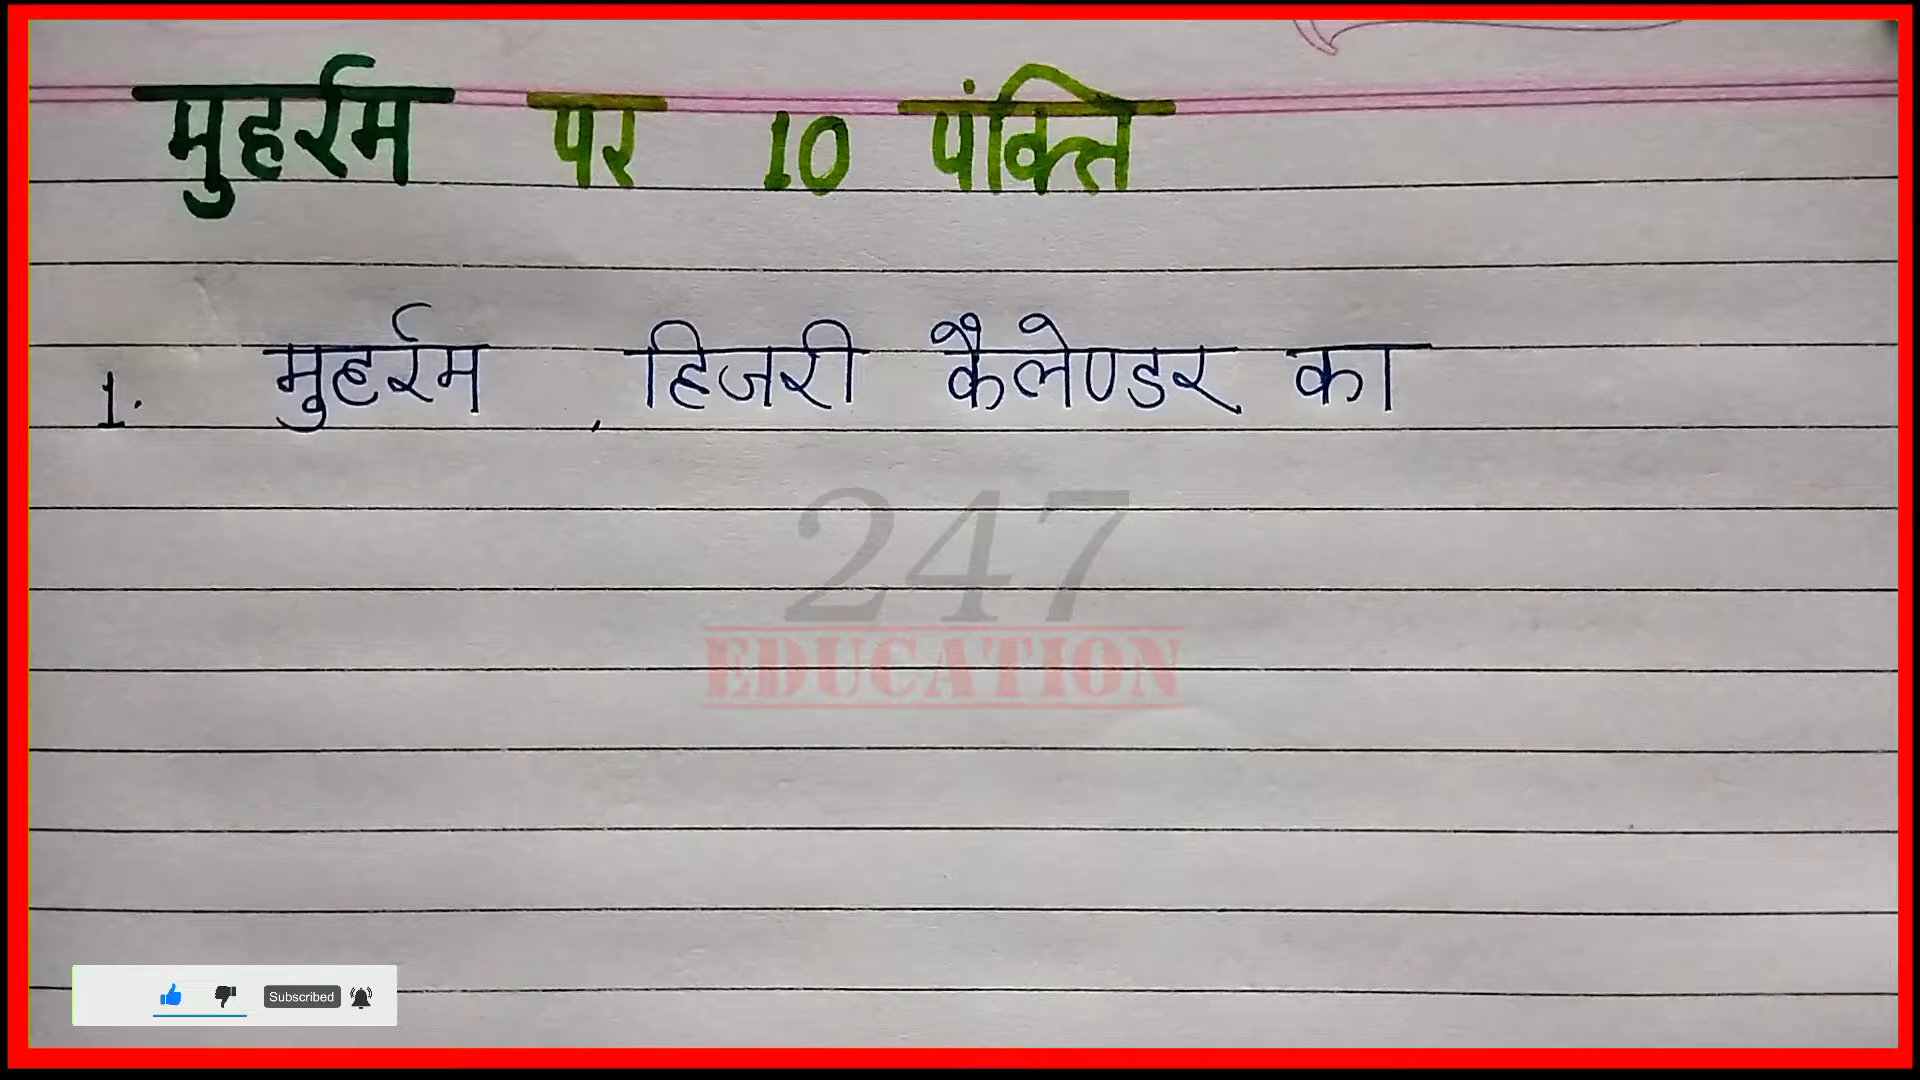 मुहर्रम पर 10 पंक्ति
1. मुहर्रम , हिजरी कैलेण्डर का
247
EDUCATION
Subscribed